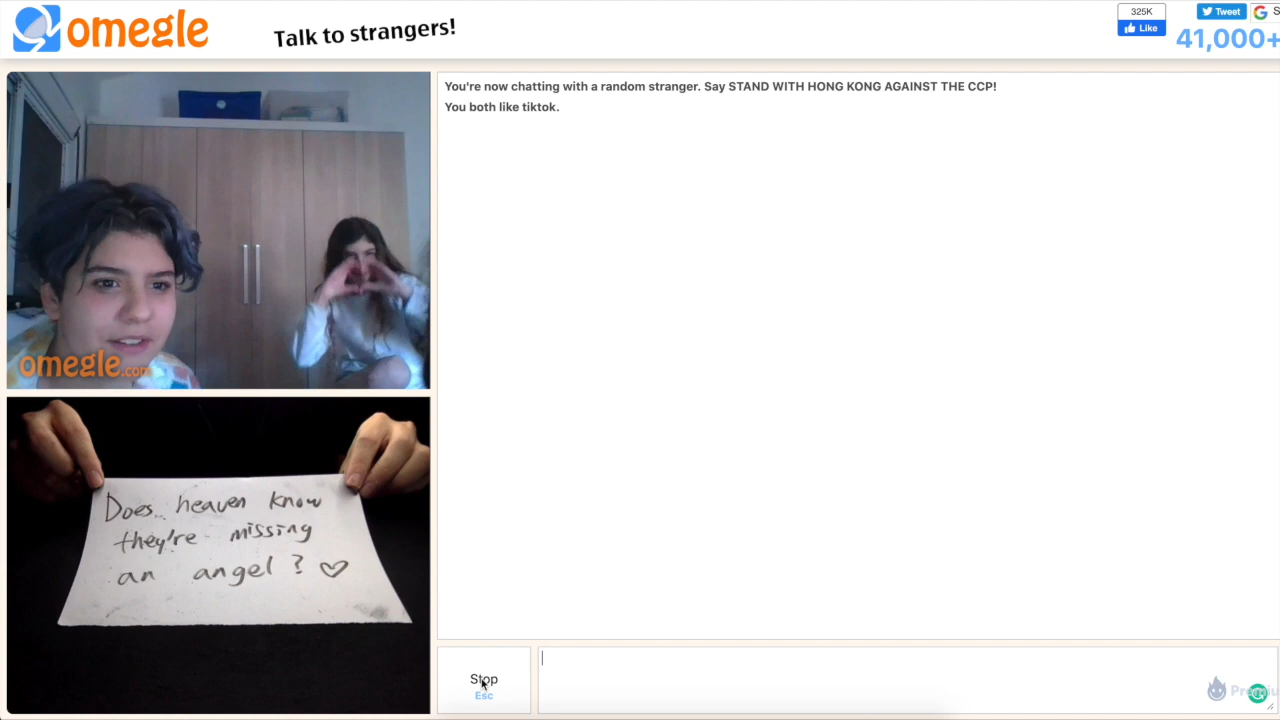 omegle
Talk to strangers!
325K
Like
Tweet
41,000+
You're now chatting with a random stranger. Say STAND WITH HONG KONG AGAINST THE CCP!
You both like tiktok.
omegle.com
Does heaven know
they're missing
an angel? ♡
Stop
Esc